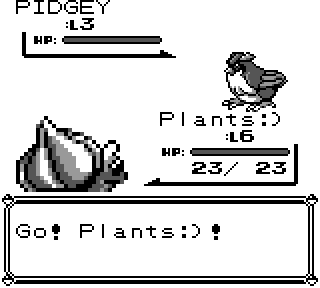 PIDGEY
:L3
HP:
Plants:)
:L6
HP:
23/ 23
Go! Plants:) !